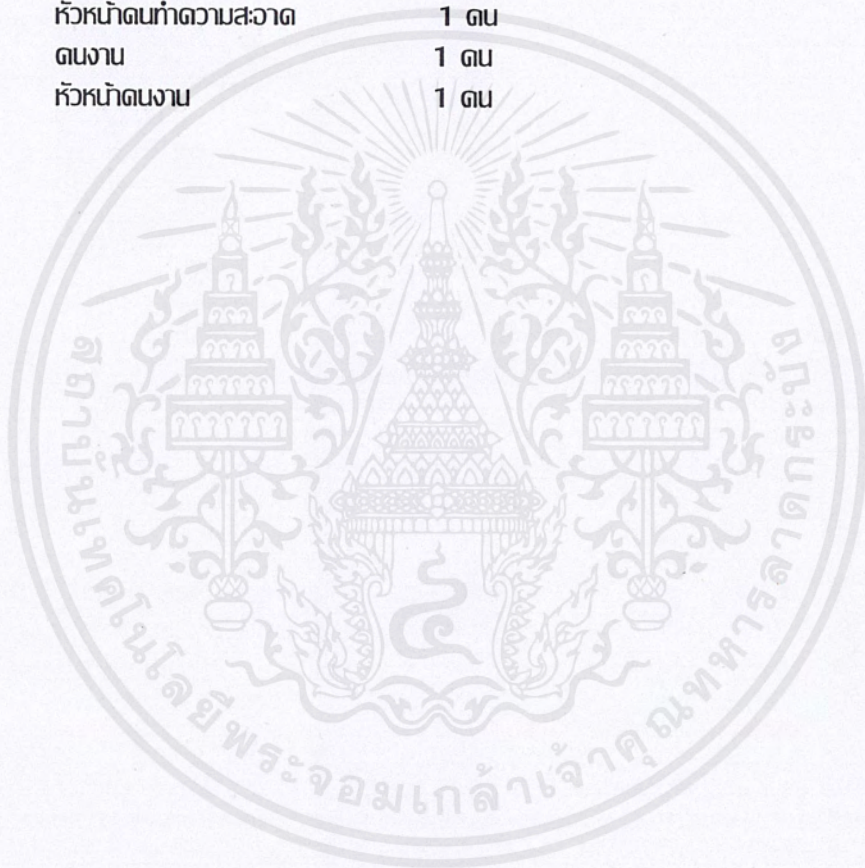 หัวหน้าคนทำความสะอาด 1 คน
คนงาน 1 คน
หัวหน้าคนงาน 1 คน
สถาบันเทคโนโลยีพระจอมเกล้าเจ้าคุณทหารลาดกระบัง